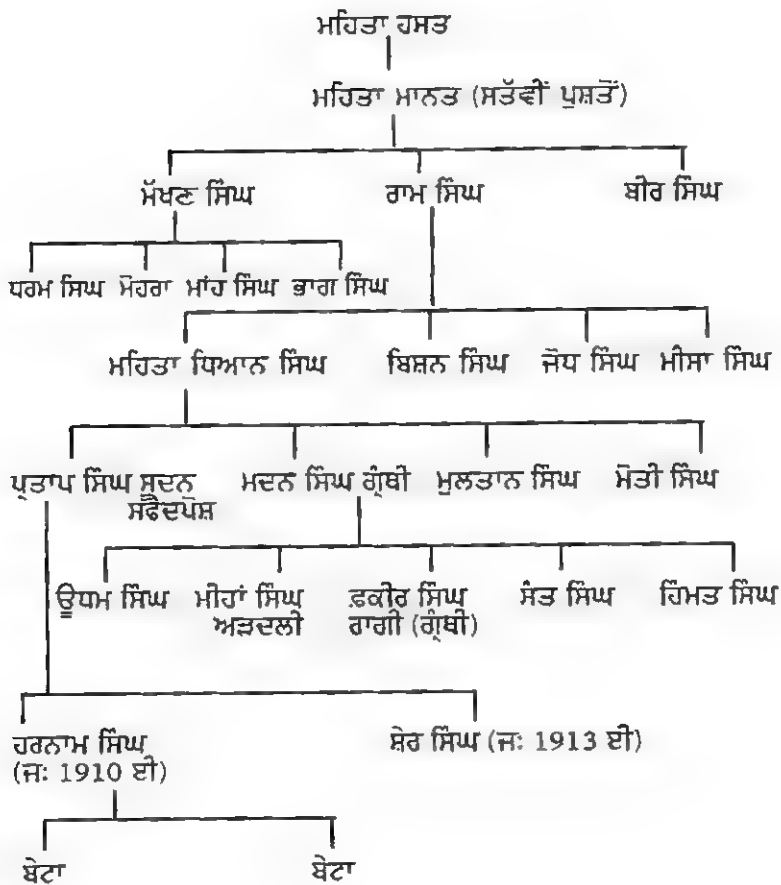 ਮਹਿਤਾ ਹਸਤ
ਮਹਿਤਾ ਮਾਨਤ (ਸਤੱਵੀਂ ਪੁਸ਼ਤੋਂ)
ਮੱਖਣ ਸਿੰਘ ਰਾਮ ਸਿੰਘ ਬੀਰ ਸਿੰਘ
ਧਰਮ ਸਿੰਘ ਮੋਹਰਾ ਮਾਂਹ ਸਿੰਘ ਭਾਗ ਸਿੰਘ
ਮਹਿਤਾ ਧਿਆਨ ਸਿੰਘ ਬਿਸ਼ਨ ਸਿੰਘ ਜੋਧ ਸਿੰਘ ਮੀਸਾ ਸਿੰਘ
ਪ੍ਰਤਾਪ ਸਿੰਘ ਸੂਦਨ ਮਦਨ ਸਿੰਘ ਗ੍ਰੰਥੀ ਮੁਲਤਾਨ ਸਿੰਘ ਮੋਤੀ ਸਿੰਘ
ਸਫੈਦਪੋਸ਼
ਊਧਮ ਸਿੰਘ ਮੀਹਾਂ ਸਿੰਘ ਫ਼ਕੀਰ ਸਿੰਘ ਸੰਤ ਸਿੰਘ ਹਿੰਮਤ ਸਿੰਘ
ਅੜਦਲੀ ਰਾਗੀ (ਗ੍ਰੰਥੀ)
ਹਰਨਾਮ ਸਿੰਘ ਸ਼ੇਰ ਸਿੰਘ (ਜ: 1913 ਈ)
(ਜ: 1910 ਈ)
ਬੇਟਾ ਬੇਟਾ